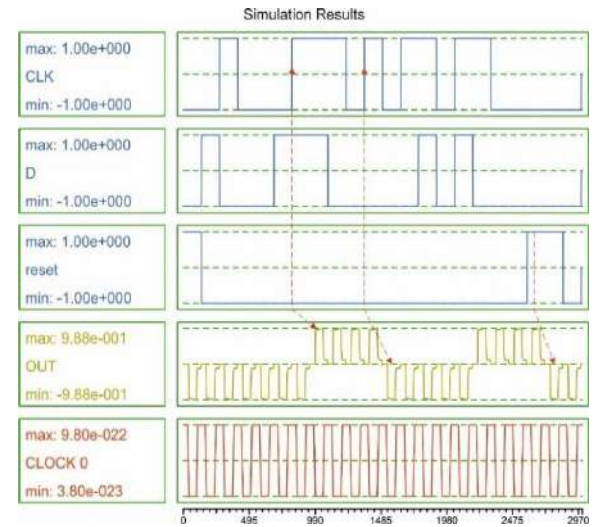 Simulation Results
max: 1.00e+000
CLK
min: -1.00e+000
max: 1.00e+000
D
min: -1.00e+000
max: 1.00e+000
reset
min: -1.00e+000
max: 9.88e-001
OUT
min: -9.88e-001
max: 9.80e-022
CLOCK 0
min: 3.80e-023
0 495 990 1485 1980 2475 2970